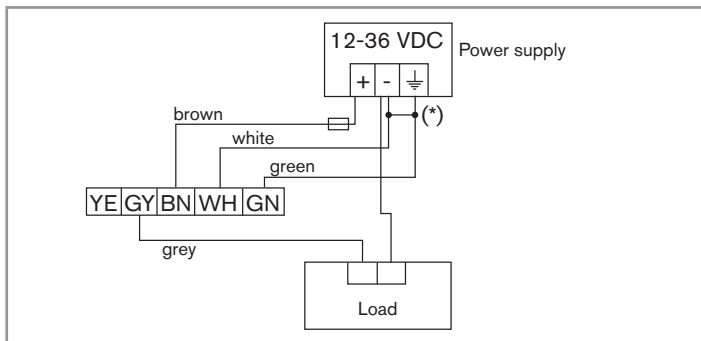 12-36 VDC
Power supply
+ -
(*)
brown
white
green
YE GY BN WH GN
grey
Load